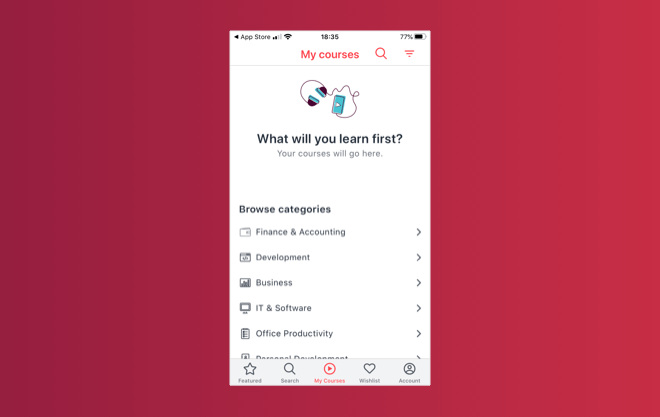 App Store 18:35 77%
My courses
What will you learn first?
Your courses will go here.
Browse categories
Finance & Accounting
Development
Business
IT & Software
Office Productivity
Personal Development
Featured Search My Courses Wishlist Account